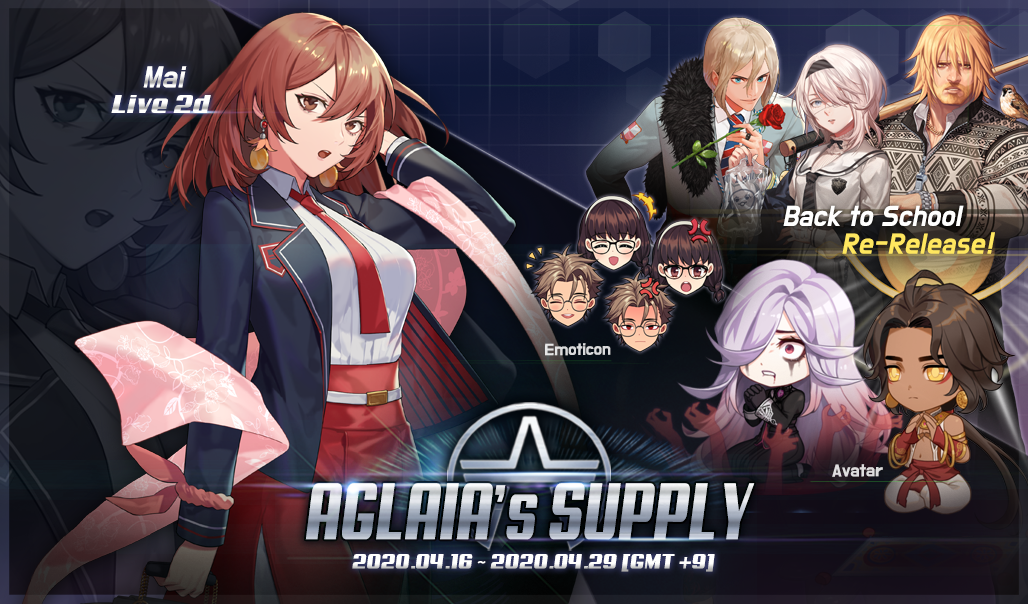 Mai
Live 2d
Back to School
Re-Release!
Emoticon
Avatar
AGLAIA's SUPPLY
2020.04.16 ~ 2020.04.29 [GMT +9]